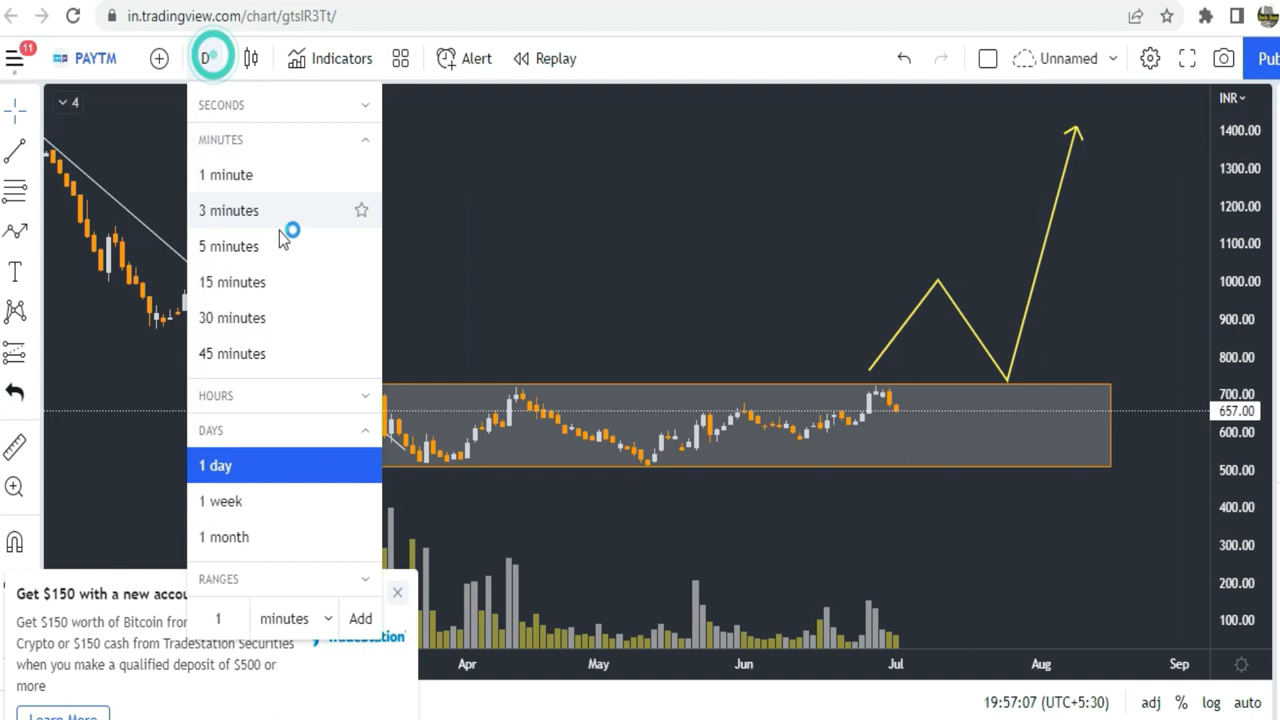 in.tradingview.com/chart/gtslR3Tt/
11
PAYTM
D
Indicators
Alert
Replay
Unnamed
Pub
4
INR
SECONDS
MINUTES
1 minute
3 minutes
5 minutes
15 minutes
30 minutes
45 minutes
HOURS
DAYS
1 day
1 week
1 month
RANGES
1 minutes Add
1400.00
1300.00
1200.00
1100.00
1000.00
900.00
800.00
700.00
657.00
600.00
500.00
400.00
300.00
200.00
100.00
Get $150 with a new accou
Get $150 worth of Bitcoin fro
Crypto or $150 cash from TradeStation Securities
when you make a qualified deposit of $500 or
more
Learn More
TradeStation
Apr May Jun Jul Aug Sep
19:57:07 (UTC+5:30) adj % log auto